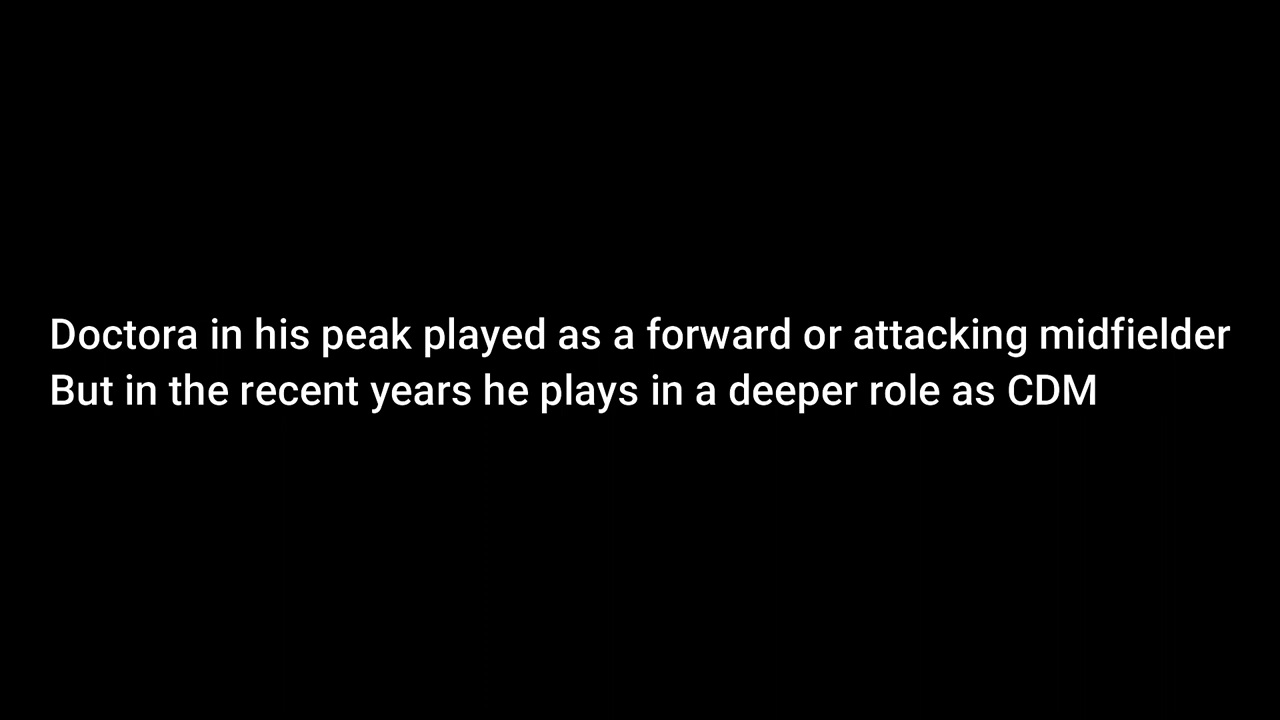 Doctora in his peak played as a forward or attacking midfielder
But in the recent years he plays in a deeper role as CDM